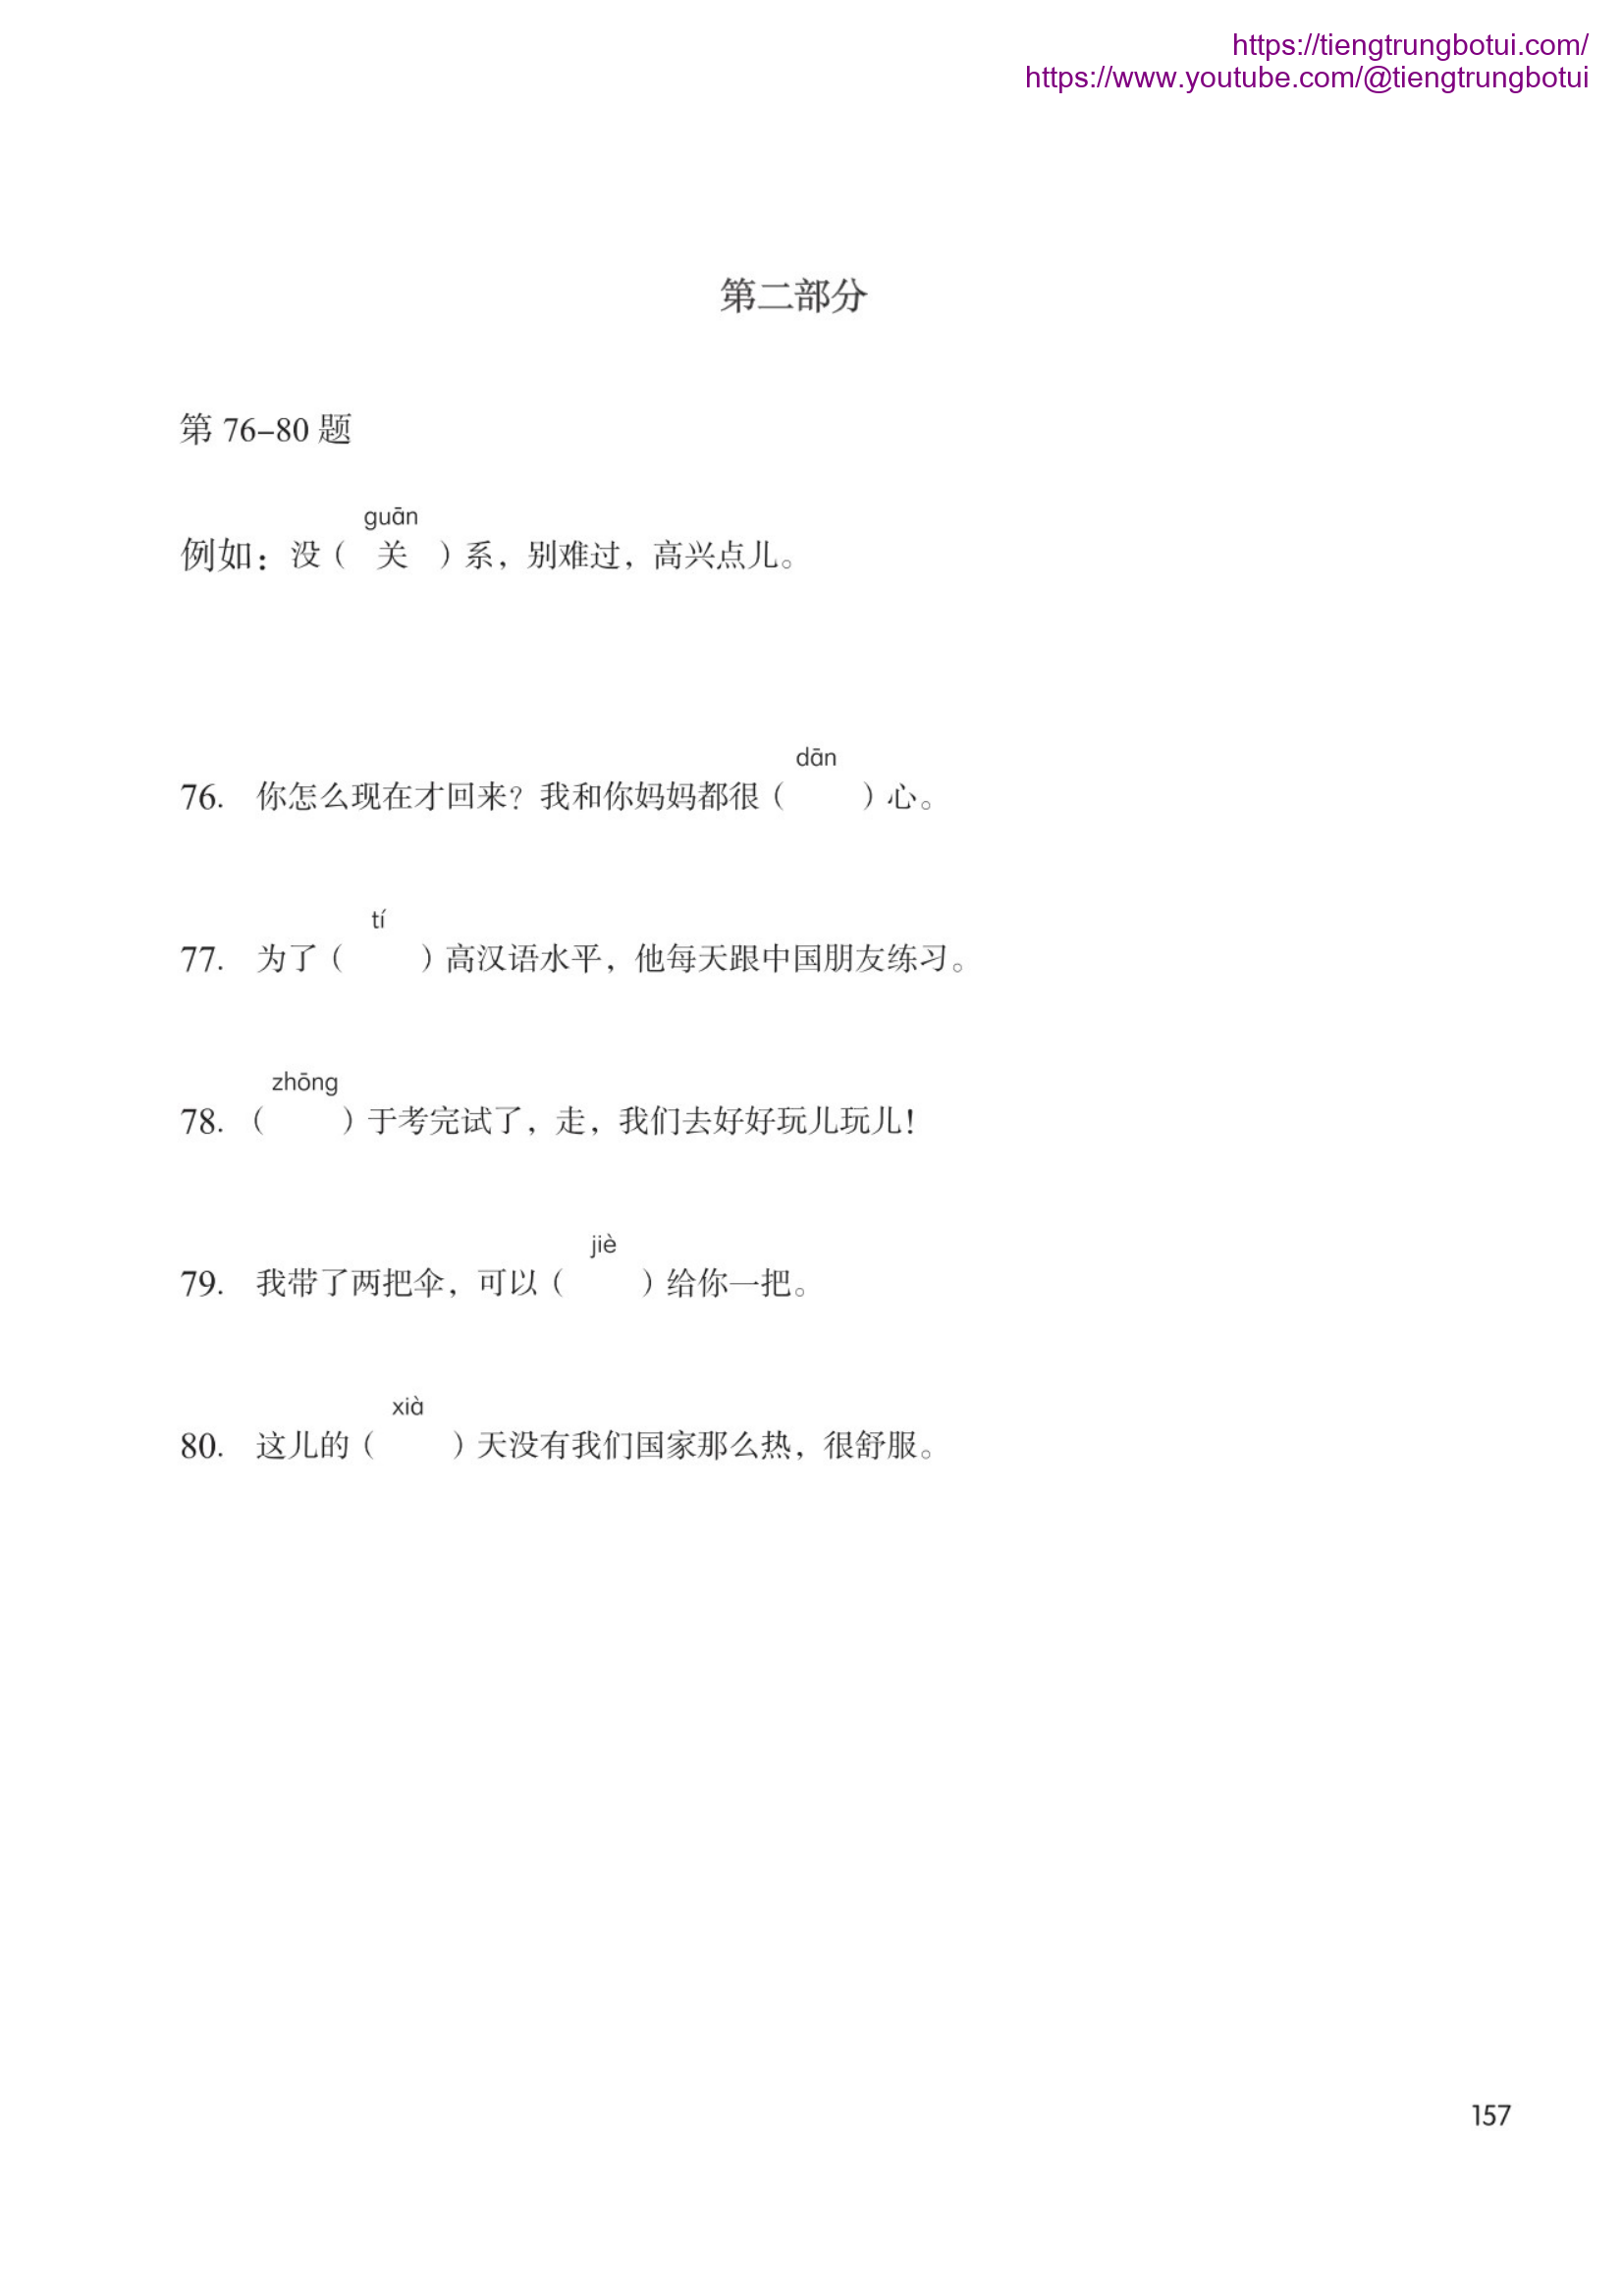 https://tiengtrungbotui.com/
https://www.youtube.com/@tiengtrungbotui
第二部分
第 76–80 题
guān
例如：没（ 关 ）系，别难过，高兴点儿。
dān
76. 你怎么现在才回来？我和你妈妈都很（ ）心。
tí
77. 为了（ ）高汉语水平，他每天跟中国朋友练习。
zhōng
78.（ ）于考完试了，走，我们去好好玩儿玩儿！
jiè
79. 我带了两把伞，可以（ ）给你一把。
xià
80. 这儿的（ ）天没有我们国家那么热，很舒服。
157